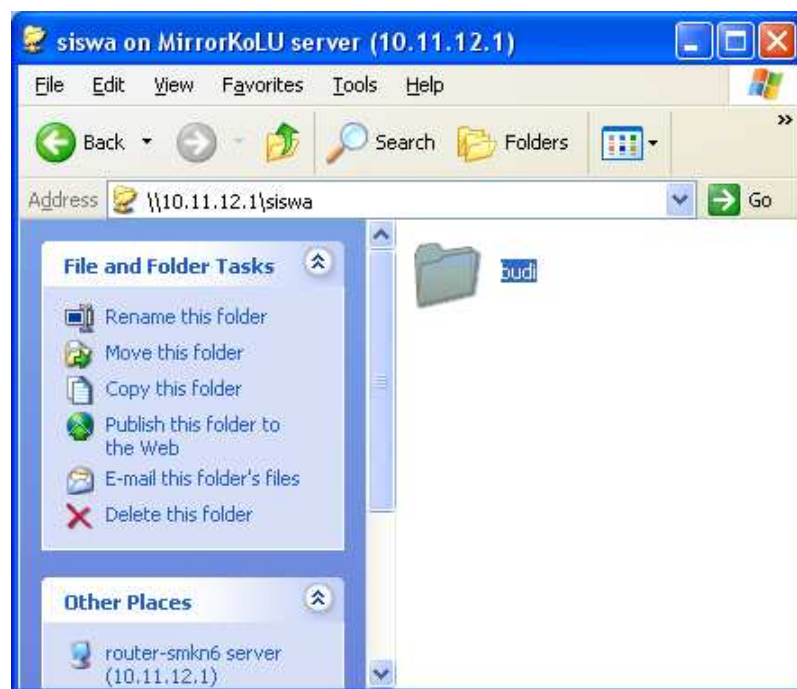 siswa on MirrorKoLU server (10.11.12.1)
File Edit View Favorites Tools Help
Back Search Folders »
Address \\10.11.12.1\siswa Go
File and Folder Tasks
budi
Rename this folder
Move this folder
Copy this folder
Publish this folder to
the Web
E-mail this folder's files
Delete this folder
Other Places
router-smkn6 server
(10.11.12.1)